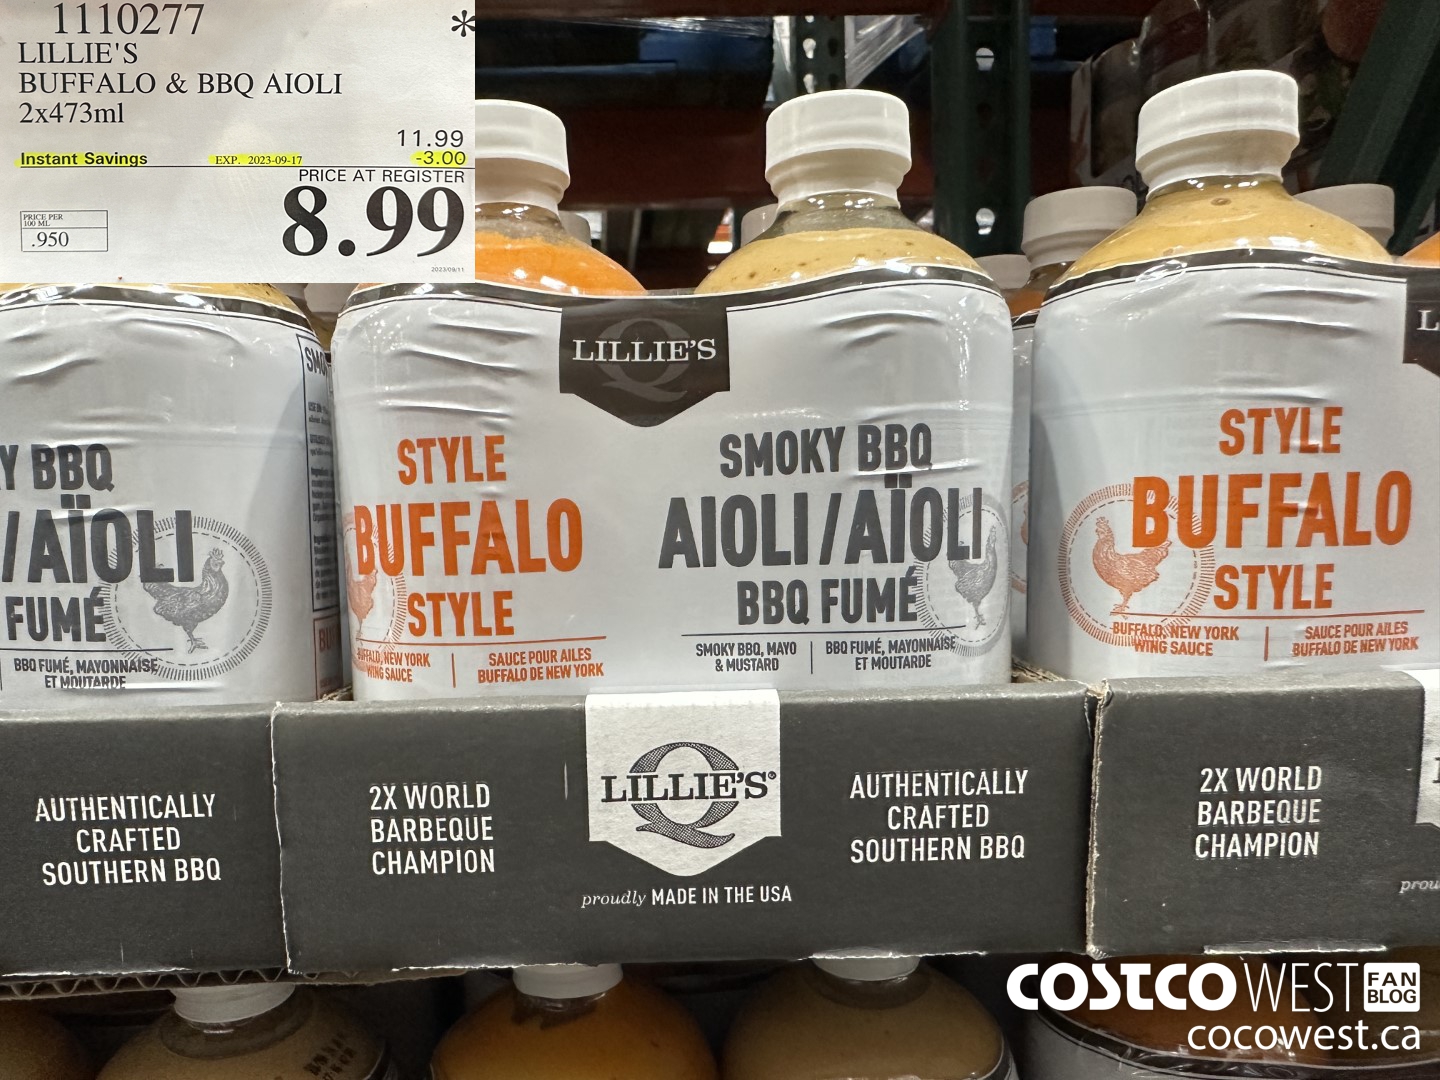 1110277 *
LILLIE'S
BUFFALO & BBQ AIOLI
2x473ml
11.99
Instant Savings EXP. 2023-09-17 -3.00
PRICE AT REGISTER
8.99
PRICE PER
100 ML
.950
2023/09/11
Q
LILLIE'S
L
SMO
Y BBQ
/AÏOLI
FUMÉ
BBQ FUMÉ, MAYONNAISE
ET MOUTARDE
STYLE
BUFFALO
STYLE
BUFFALO, NEW YORK
WING SAUCE
SAUCE POUR AILES
BUFFALO DE NEW YORK
SMOKY BBQ
AIOLI/AÏOLI
BBQ FUMÉ
SMOKY BBQ, MAYO
& MUSTARD
BBQ FUMÉ, MAYONNAISE
ET MOUTARDE
STYLE
BUFFALO
STYLE
BUFFALO, NEW YORK
WING SAUCE
SAUCE POUR AILES
BUFFALO DE NEW YORK
AUTHENTICALLY
CRAFTED
SOUTHERN BBQ
2X WORLD
BARBEQUE
CHAMPION
Q
LILLIE'S®
proudly MADE IN THE USA
AUTHENTICALLY
CRAFTED
SOUTHERN BBQ
2X WORLD
BARBEQUE
CHAMPION
prou
COSTCO WEST FAN
BLOG
cocowest.ca